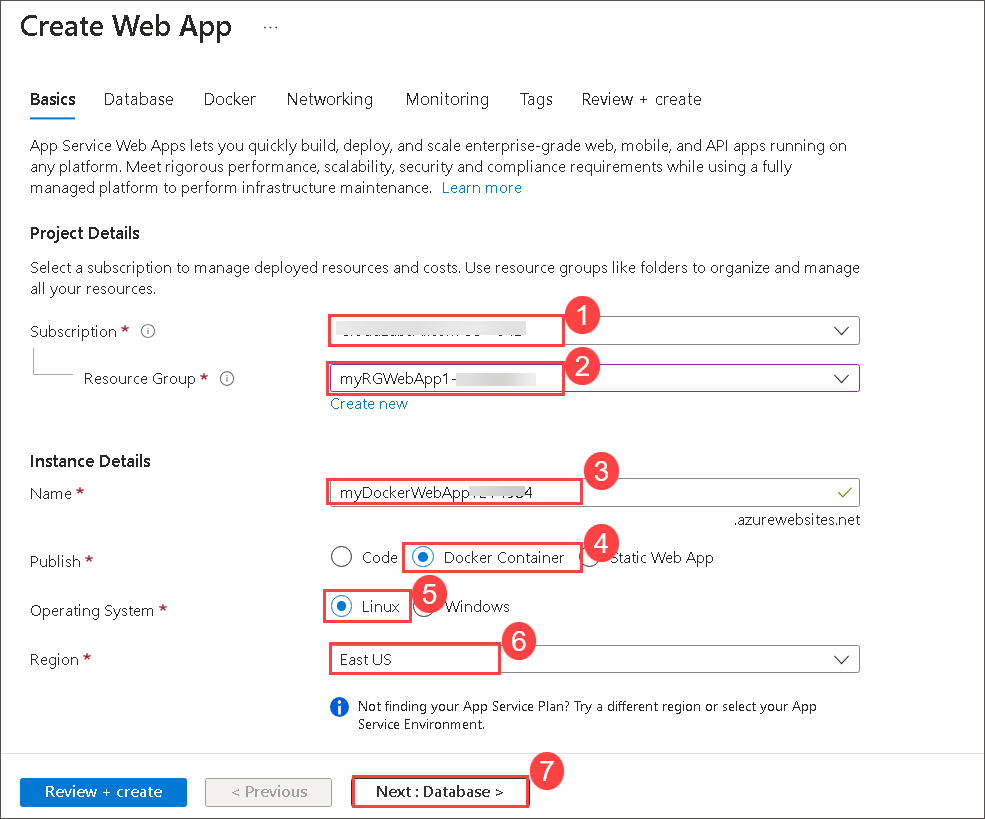 Create Web App ...
Basics Database Docker Networking Monitoring Tags Review + create
App Service Web Apps lets you quickly build, deploy, and scale enterprise-grade web, mobile, and API apps running on
any platform. Meet rigorous performance, scalability, security and compliance requirements while using a fully
managed platform to perform infrastructure maintenance. Learn more
Project Details
Select a subscription to manage deployed resources and costs. Use resource groups like folders to organize and manage
all your resources.
Subscription * 1
Resource Group * myRGWebApp1- 2
Create new
Instance Details
Name * myDockerWebApp 3
.azurewebsites.net
Publish * Code Docker Container 4 Static Web App
Operating System * Linux 5 Windows
Region * East US 6
Not finding your App Service Plan? Try a different region or select your App
Service Environment.
Review + create < Previous Next : Database > 7